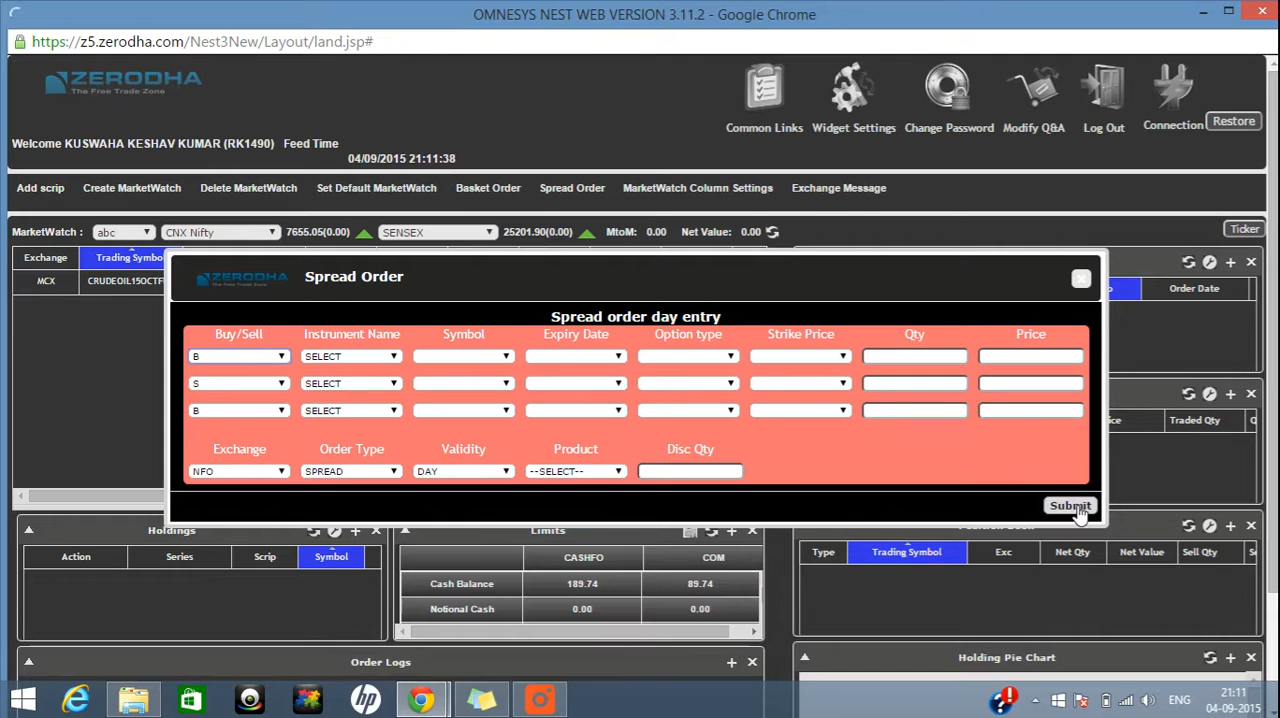 OMNESYS NEST WEB VERSION 3.11.2 - Google Chrome
https://z5.zerodha.com/Nest3New/Layout/land.jsp#
ZERODHA
The Free Trade Zone
Common Links Widget Settings Change Password Modify Q&A Log Out Connection Restore
Welcome KUSWAHA KESHAV KUMAR (RK1490) Feed Time
04/09/2015 21:11:38
Add scrip Create MarketWatch Delete MarketWatch Set Default MarketWatch Basket Order Spread Order MarketWatch Column Settings Exchange Message
MarketWatch : abc CNX Nifty 7655.05(0.00) SENSEX 25201.90(0.00) MtoM: 0.00 Net Value: 0.00 Ticker
Exchange Trading Symbo
MCX CRUDEOIL15OCTF
Order Date
ZERODHA Spread Order
Spread order day entry
Buy/Sell Instrument Name Symbol Expiry Date Option type Strike Price Qty Price
B SELECT
S SELECT
B SELECT
Traded Qty
Exchange Order Type Validity Product Disc Qty
NFO SPREAD DAY --SELECT--
Submit
Holdings Limits
Action Series Scrip Symbol
CASHFO COM
Cash Balance 189.74 89.74
Notional Cash 0.00 0.00
Type Trading Symbol Exc Net Qty Net Value Sell Qty
Order Logs Holding Pie Chart
hp
ENG
21:11
04-09-2015